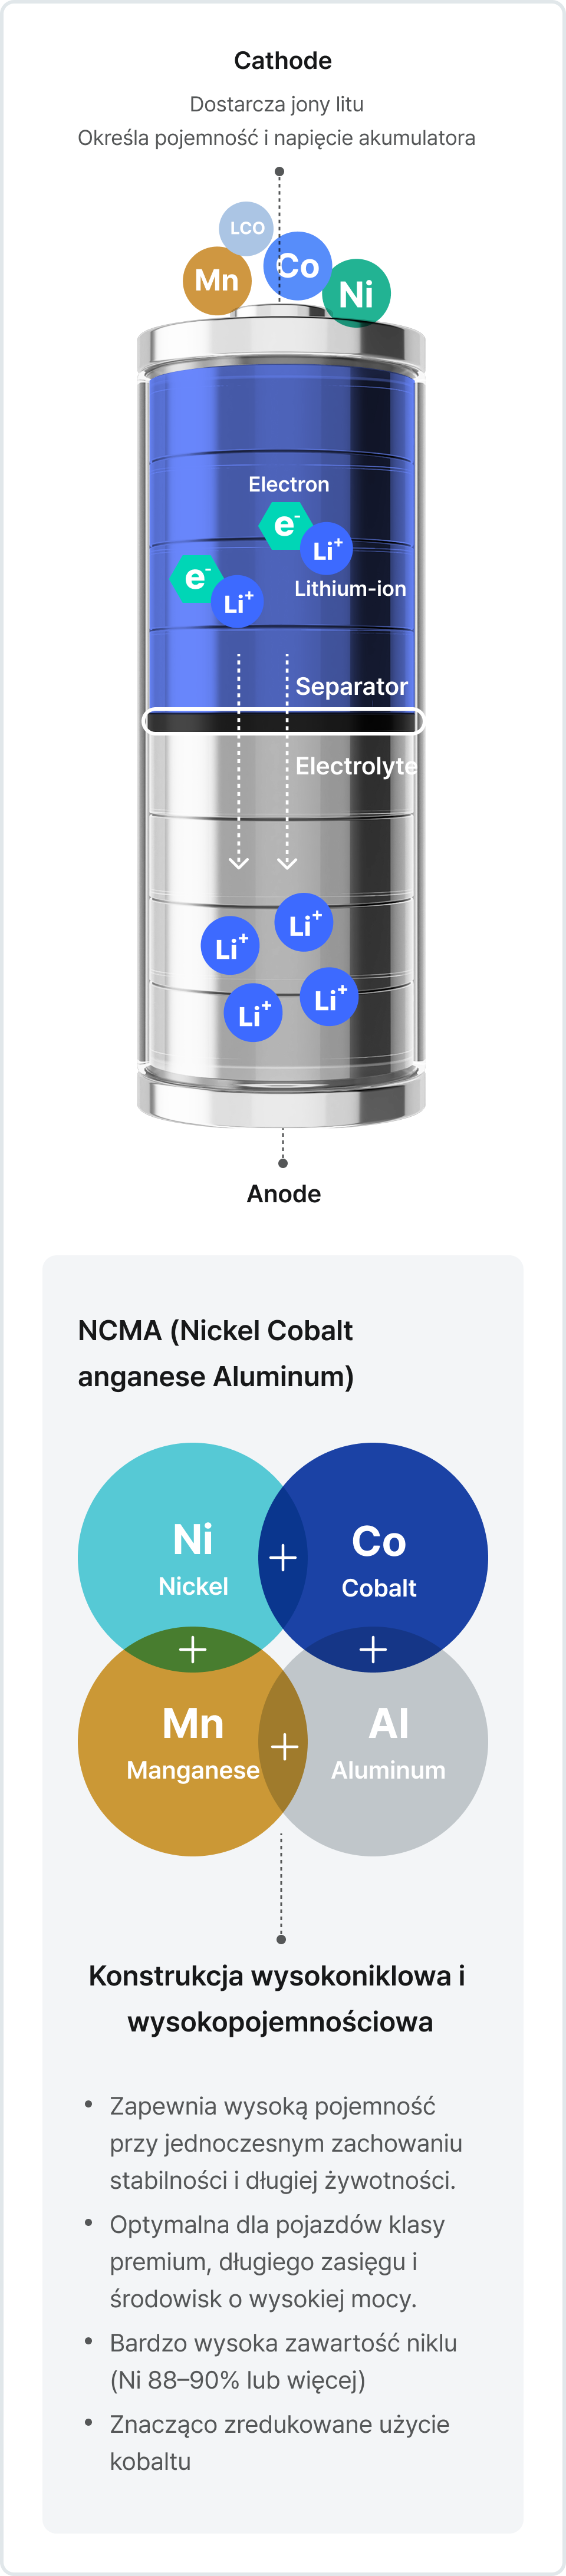 Cathode
Dostarcza jony litu
Określa pojemność i napięcie akumulatora
LCO
Mn
Co
Ni
Electron
e-
Li+
e-
Li+
Lithium-ion
Separator
Electrolyte
Li+
Li+
Li+
Li+
Anode
NCMA (Nickel Cobalt
anganese Aluminum)
Ni
Nickel
+
Co
Cobalt
+
+
Mn
Manganese
+
Al
Aluminum
Konstrukcja wysokoniklowa i
wysokopojemnościowa
• Zapewnia wysoką pojemność
przy jednoczesnym zachowaniu
stabilności i długiej żywotności.
• Optymalna dla pojazdów klasy
premium, długiego zasięgu i
środowisk o wysokiej mocy.
• Bardzo wysoka zawartość niklu
(Ni 88–90% lub więcej)
• Znacząco zredukowane użycie
kobaltu